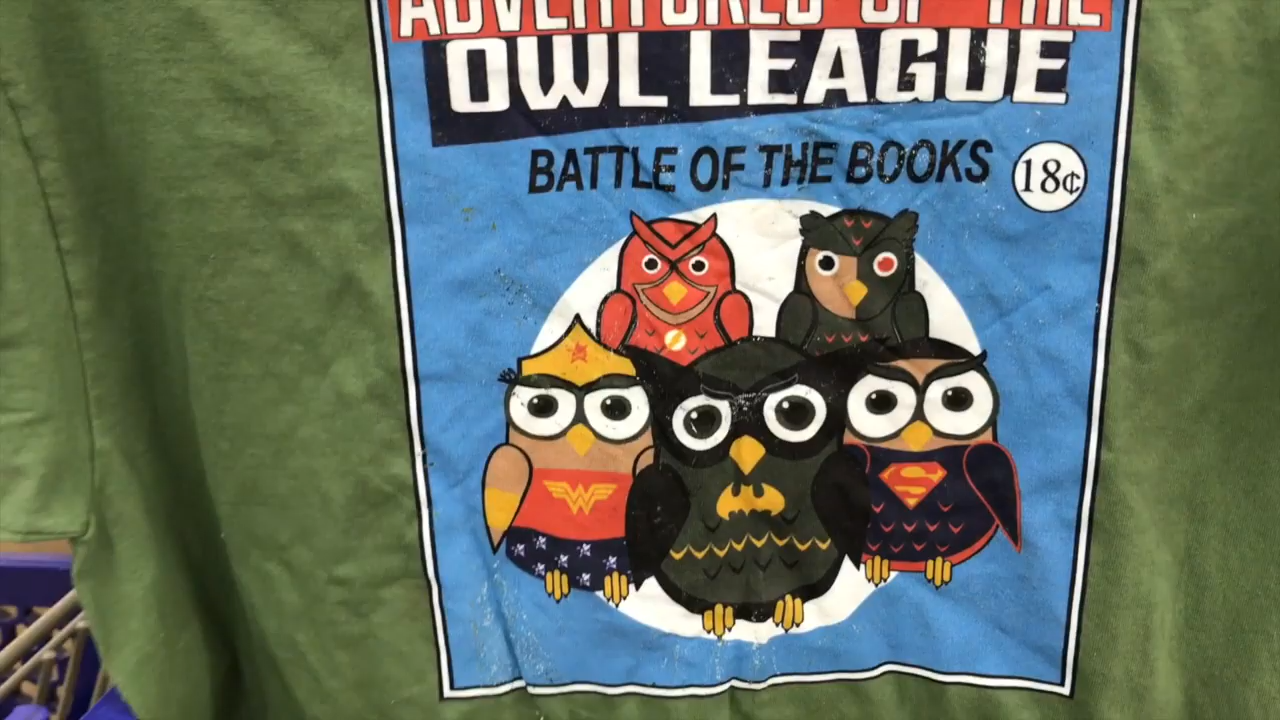 ADVENTURES OF THE
OWL LEAGUE
BATTLE OF THE BOOKS
18¢
W
S